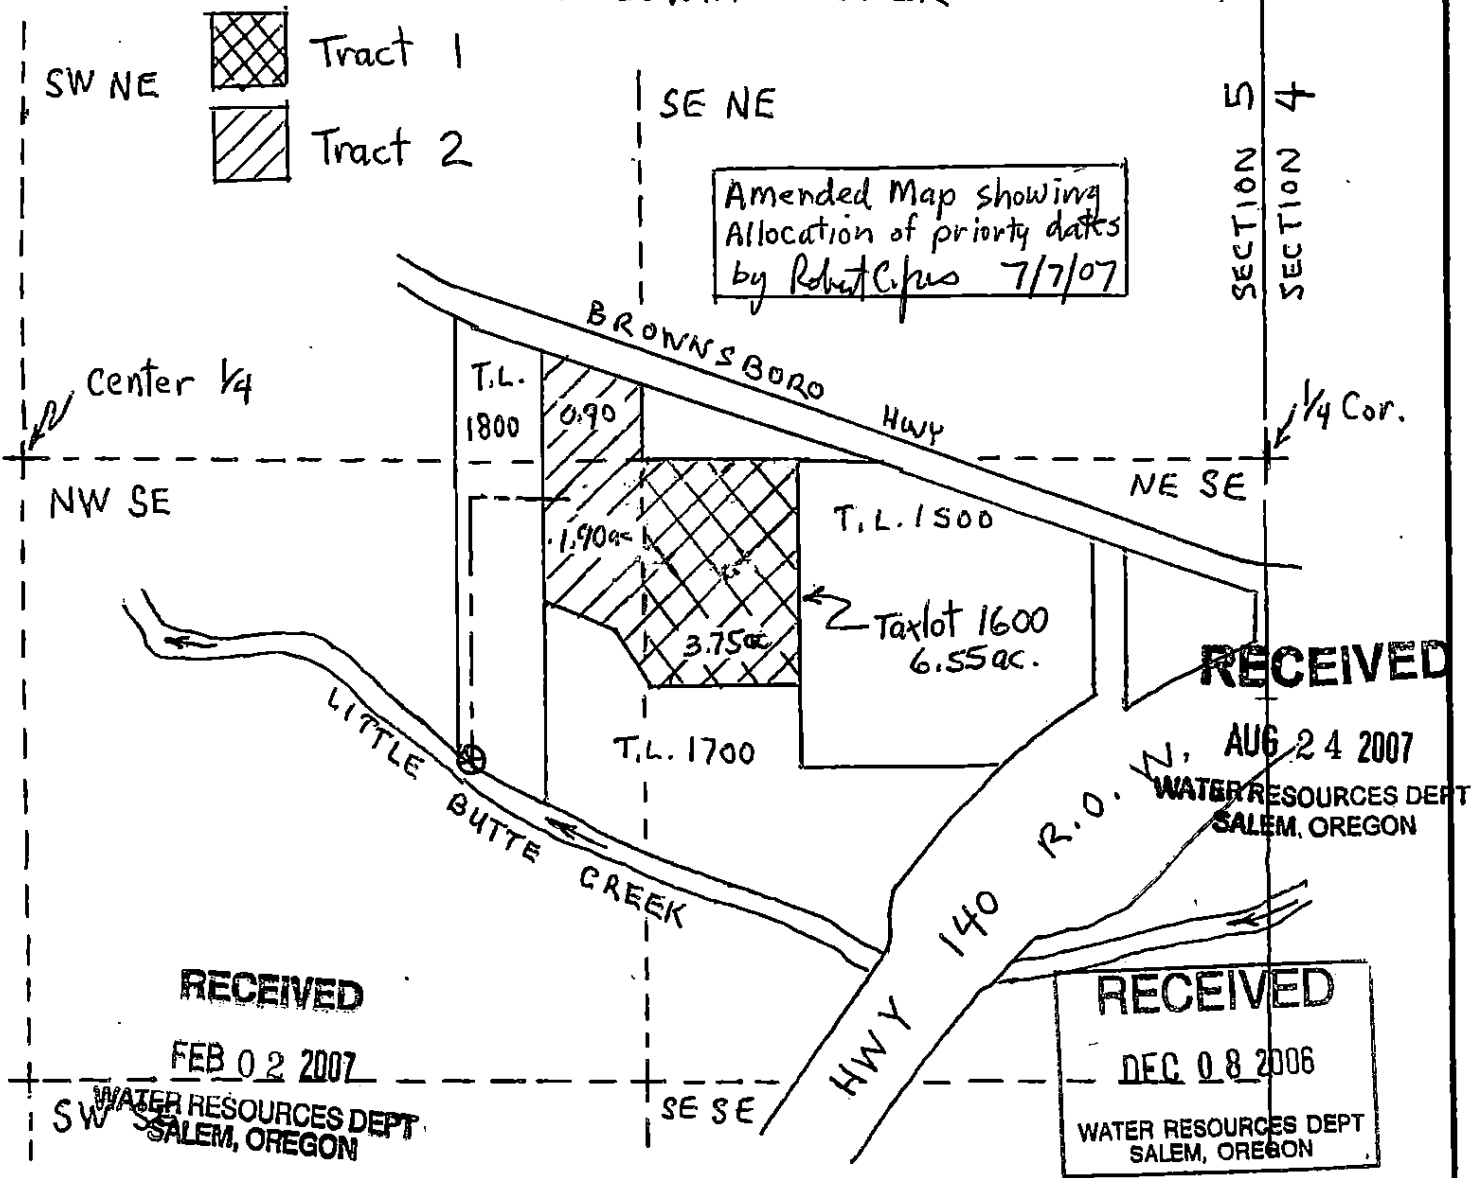 Tract 1
SW NE
Tract 2
SE NE
SECTION 5
SECTION 4
Amended Map showing
Allocation of priorty dates
by Robert C.
7/7/07
BROWNSBORO HWY
Center 1/4
1/4 Cor.
T.L.
1800
0.90
NW SE
NE SE
1.90ac
T.L. 1500
3.75ac
Taxlot 1600
6.55ac.
T.L. 1700
LITTLE BUTTE CREEK
HWY 140 R.O.W.
RECEIVED
AUG 24 2007
WATER RESOURCES DEPT
SALEM, OREGON
RECEIVED
FEB 02 2007
WATER RESOURCES DEPT
SALEM, OREGON
SW SE
SE SE
RECEIVED
DEC 08 2006
WATER RESOURCES DEPT
SALEM, OREGON